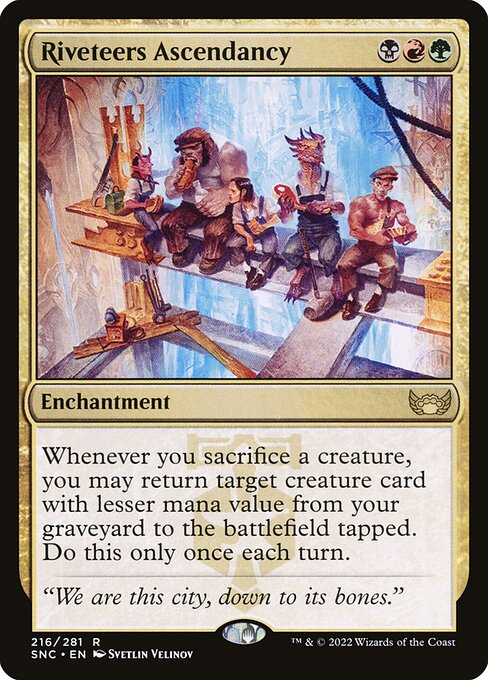 Riveteers Ascendancy
Enchantment
Whenever you sacrifice a creature,
you may return target creature card
with lesser mana value from your
graveyard to the battlefield tapped.
Do this only once each turn.
“We are this city, down to its bones.”
216/281 R
SNC • EN Svetlin Velinov
™ & © 2022 Wizards of the Coast